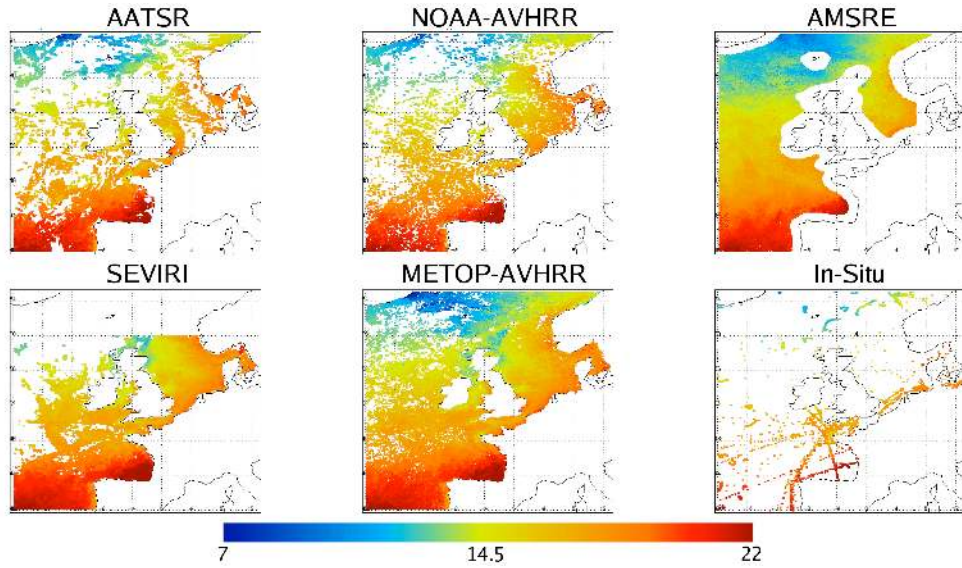 AATSR
NOAA-AVHRR
AMSRE
SEVIRI
METOP-AVHRR
In-Situ
7
14.5
22